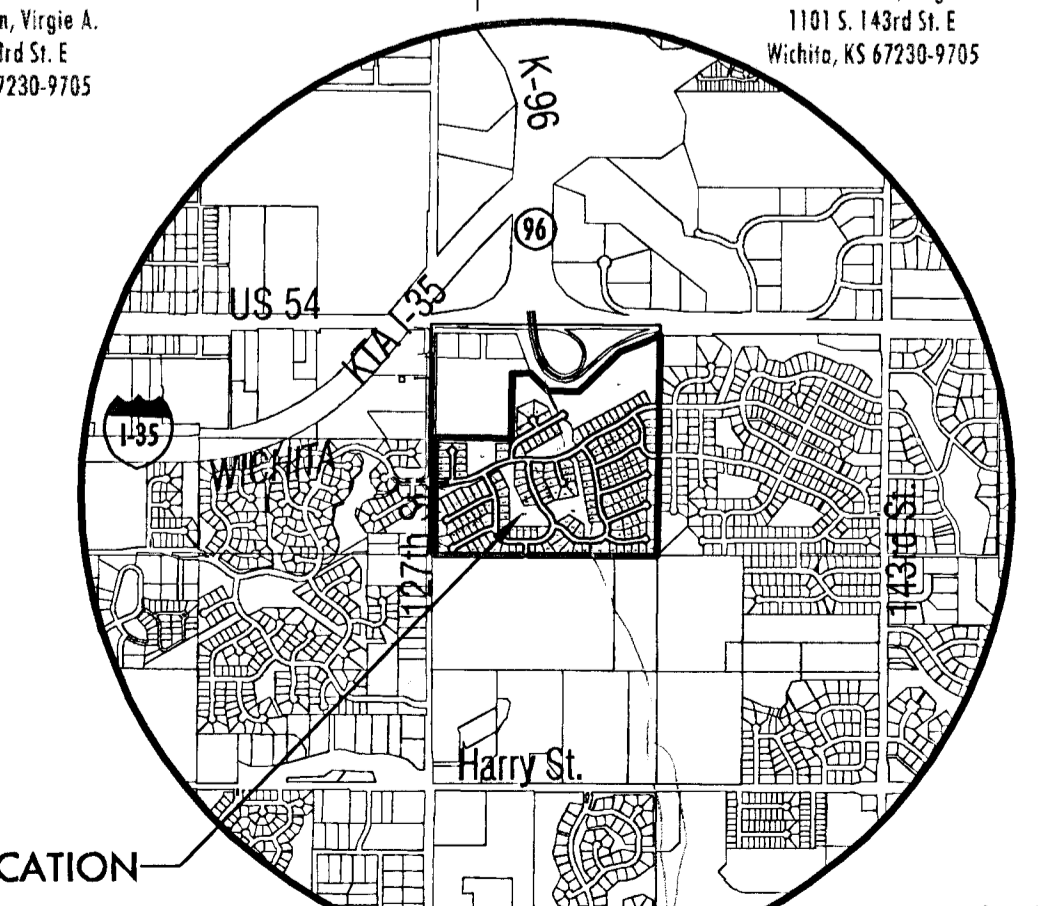 n, Virgie A.
rd St. E
7230-9705
1101 S. 143rd St. E
Wichita, KS 67230-9705
K-96
96
US 54
KTA I-35
I-35
WICHITA
127th St.
143rd St.
Harry St.
CATION